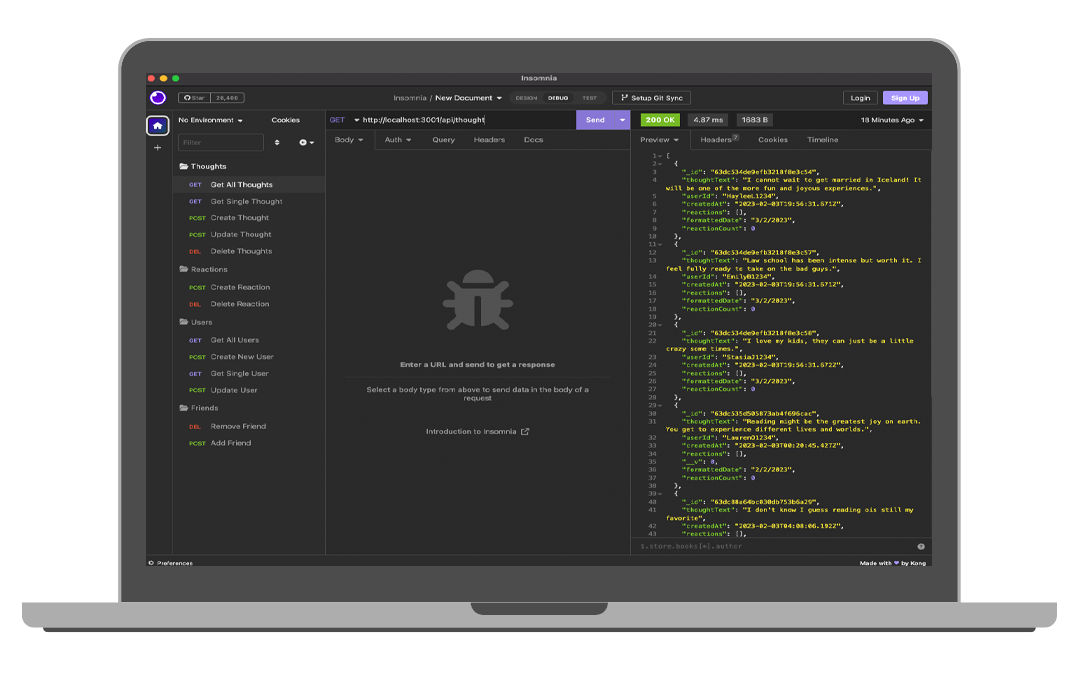 Insomnia
Star 26,400
Insomnia / New Document
DESIGN DEBUG TEST
Setup Git Sync
Login
Sign Up
No Environment
Cookies
GET http://localhost:3001/api/thought
Send
200 OK
4.87 ms
1683 B
18 Minutes Ago
Filter
Body Auth Query Headers Docs
Preview Headers 2 Cookies Timeline
Thoughts
GET Get All Thoughts
GET Get Single Thought
POST Create Thought
POST Update Thought
DEL Delete Thoughts
Reactions
POST Create Reaction
DEL Delete Reaction
Users
GET Get All Users
POST Create New User
GET Get Single User
POST Update User
Friends
DEL Remove Friend
POST Add Friend
Enter a URL and send to get a response
Select a body type from above to send data in the body of a
request
Introduction to Insomnia
1 [
2 {
3 "_id": "63dc534de9efb3218f8e3c54",
4 "thoughtText": "I cannot wait to get married in Iceland! It
will be one of the more fun and joyous experiences.",
5 "userId": "HayleeL1234",
6 "createdAt": "2023-02-03T19:56:31.671Z",
7 "reactions": [],
8 "formattedDate": "3/2/2023",
9 "reactionCount": 0
10 },
11 {
12 "_id": "63dc534de9efb3218f8e3c57",
13 "thoughtText": "Law school has been intense but worth it. I
feel fully ready to take on the bad guys.",
14 "userId": "EmilyB1234",
15 "createdAt": "2023-02-03T19:56:31.671Z",
16 "reactions": [],
17 "formattedDate": "3/2/2023",
18 "reactionCount": 0
19 },
20 {
21 "_id": "63dc534de9efb3218f8e3c58",
22 "thoughtText": "I love my kids, they can just be a little
crazy some times.",
23 "userId": "StasiaJ1234",
24 "createdAt": "2023-02-03T19:56:31.672Z",
25 "reactions": [],
26 "formattedDate": "3/2/2023",
27 "reactionCount": 0
28 },
29 {
30 "_id": "63dc535d505873ab4f696cac",
31 "thoughtText": "Reading might be the greatest joy on earth.
You get to experience different lives and worlds.",
32 "userId": "LaurenO1234",
33 "createdAt": "2023-02-03T00:20:45.427Z",
34 "reactions": [],
35 "__v": 0,
36 "formattedDate": "2/2/2023",
37 "reactionCount": 0
38 },
39 {
40 "_id": "63dc88a64bc030db753b6a29",
41 "thoughtText": "I don't know I guess reading ois still my
favorite",
42 "createdAt": "2023-02-03T04:08:06.192Z",
43 "reactions": [],
$.store.books[*].author
Preferences
Made with ♥ by Kong